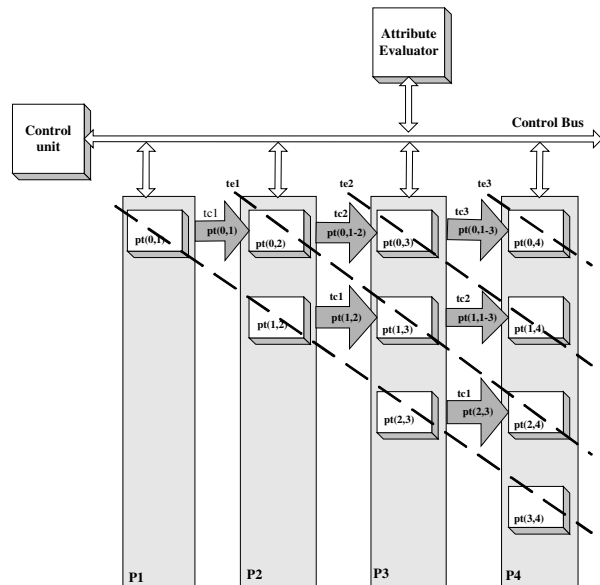 Attribute
Evaluator
Control
unit
Control Bus
te1
te2
te3
tc1
tc2
tc3
pt(0,1)
pt(0,1)
pt(0,2)
pt(0,1-2)
pt(0,3)
pt(0,1-3)
pt(0,4)
tc1
tc2
pt(1,2)
pt(1,2)
pt(1,3)
pt(1,1-3)
pt(1,4)
tc1
pt(2,3)
pt(2,3)
pt(2,4)
pt(3,4)
P1
P2
P3
P4